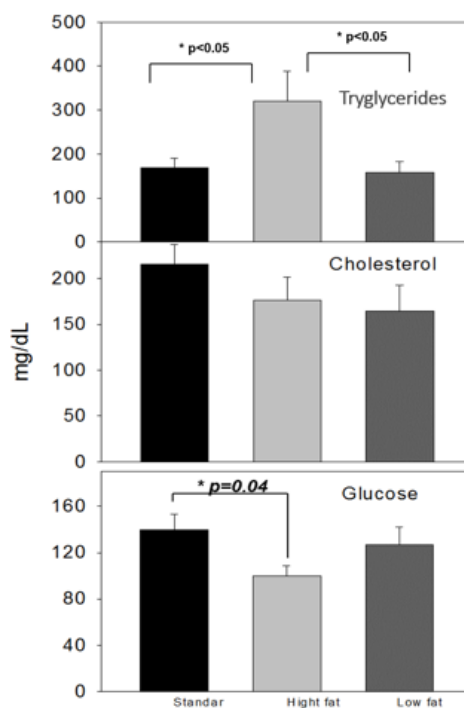 500
* p<0.05
* p<0.05
400
Tryglycerides
300
200
100
0
Cholesterol
200
150
100
50
0
mg/dL
* p=0.04
Glucose
160
120
80
40
0
Standar
Hight fat
Low fat